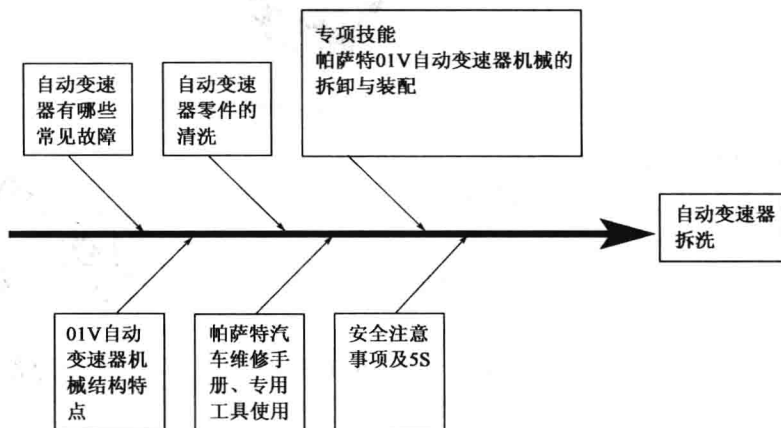 专项技能
帕萨特01V自动变速器机械的
拆卸与装配
自动变速
器有哪些
常见故障
自动变速
器零件的
清洗
自动变速器
拆洗
01V自动
变速器机
械结构特
点
帕萨特汽
车维修手
册、专用
工具使用
安全注意
事项及5S